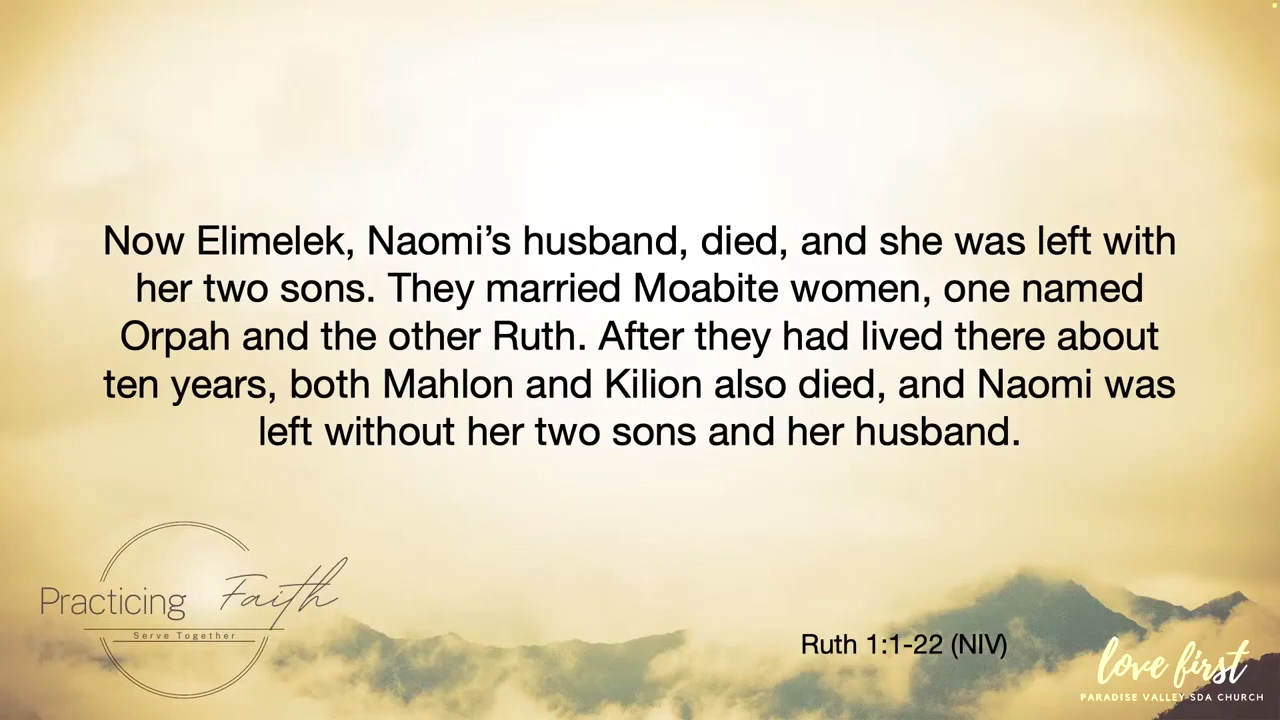 Now Elimelek, Naomi’s husband, died, and she was left with
her two sons. They married Moabite women, one named
Orpah and the other Ruth. After they had lived there about
ten years, both Mahlon and Kilion also died, and Naomi was
left without her two sons and her husband.
Practicing Faith
Serve Together
Ruth 1:1-22 (NIV)
love first
PARADISE VALLEY SDA CHURCH